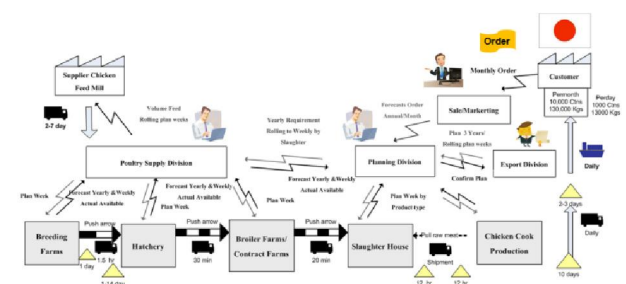 Order
Monthly Order
Supplier Chicken
Feed Mill
2-7 day
Volume Feed
Rolling plan weeks
Yearly Requirement
Rolling to Weekly by
Slaughter
Forecasts Order
Annual/Month
Sale/Markerting
Customer
Permonth
10,000 Ctns
130,000 Kgs
Perday
1000 Ctns
13000 Kgs
Plan 3 Years/
Rolling plan weeks
Poultry Supply Division
Planning Division
Export Division
Confirm Plan
Daily
Plan Week
Forecast Yearly &Weekly
Actual Available
Forecast Yearly &Weekly
Actual Available
Plan Week
Plan Week
Forecast Yearly &Weekly
Actual Available
Plan Week by
Product type
2-3 days
Daily
Push arrow
Push arrow
Push arrow
Pull raw meat
Breeding
Farms
Hatchery
Broiler Farms/
Contract Farms
Slaughter House
Chicken Cook
Production
1.5 hr
1 day
30 min
20 min
Shipment
10 days